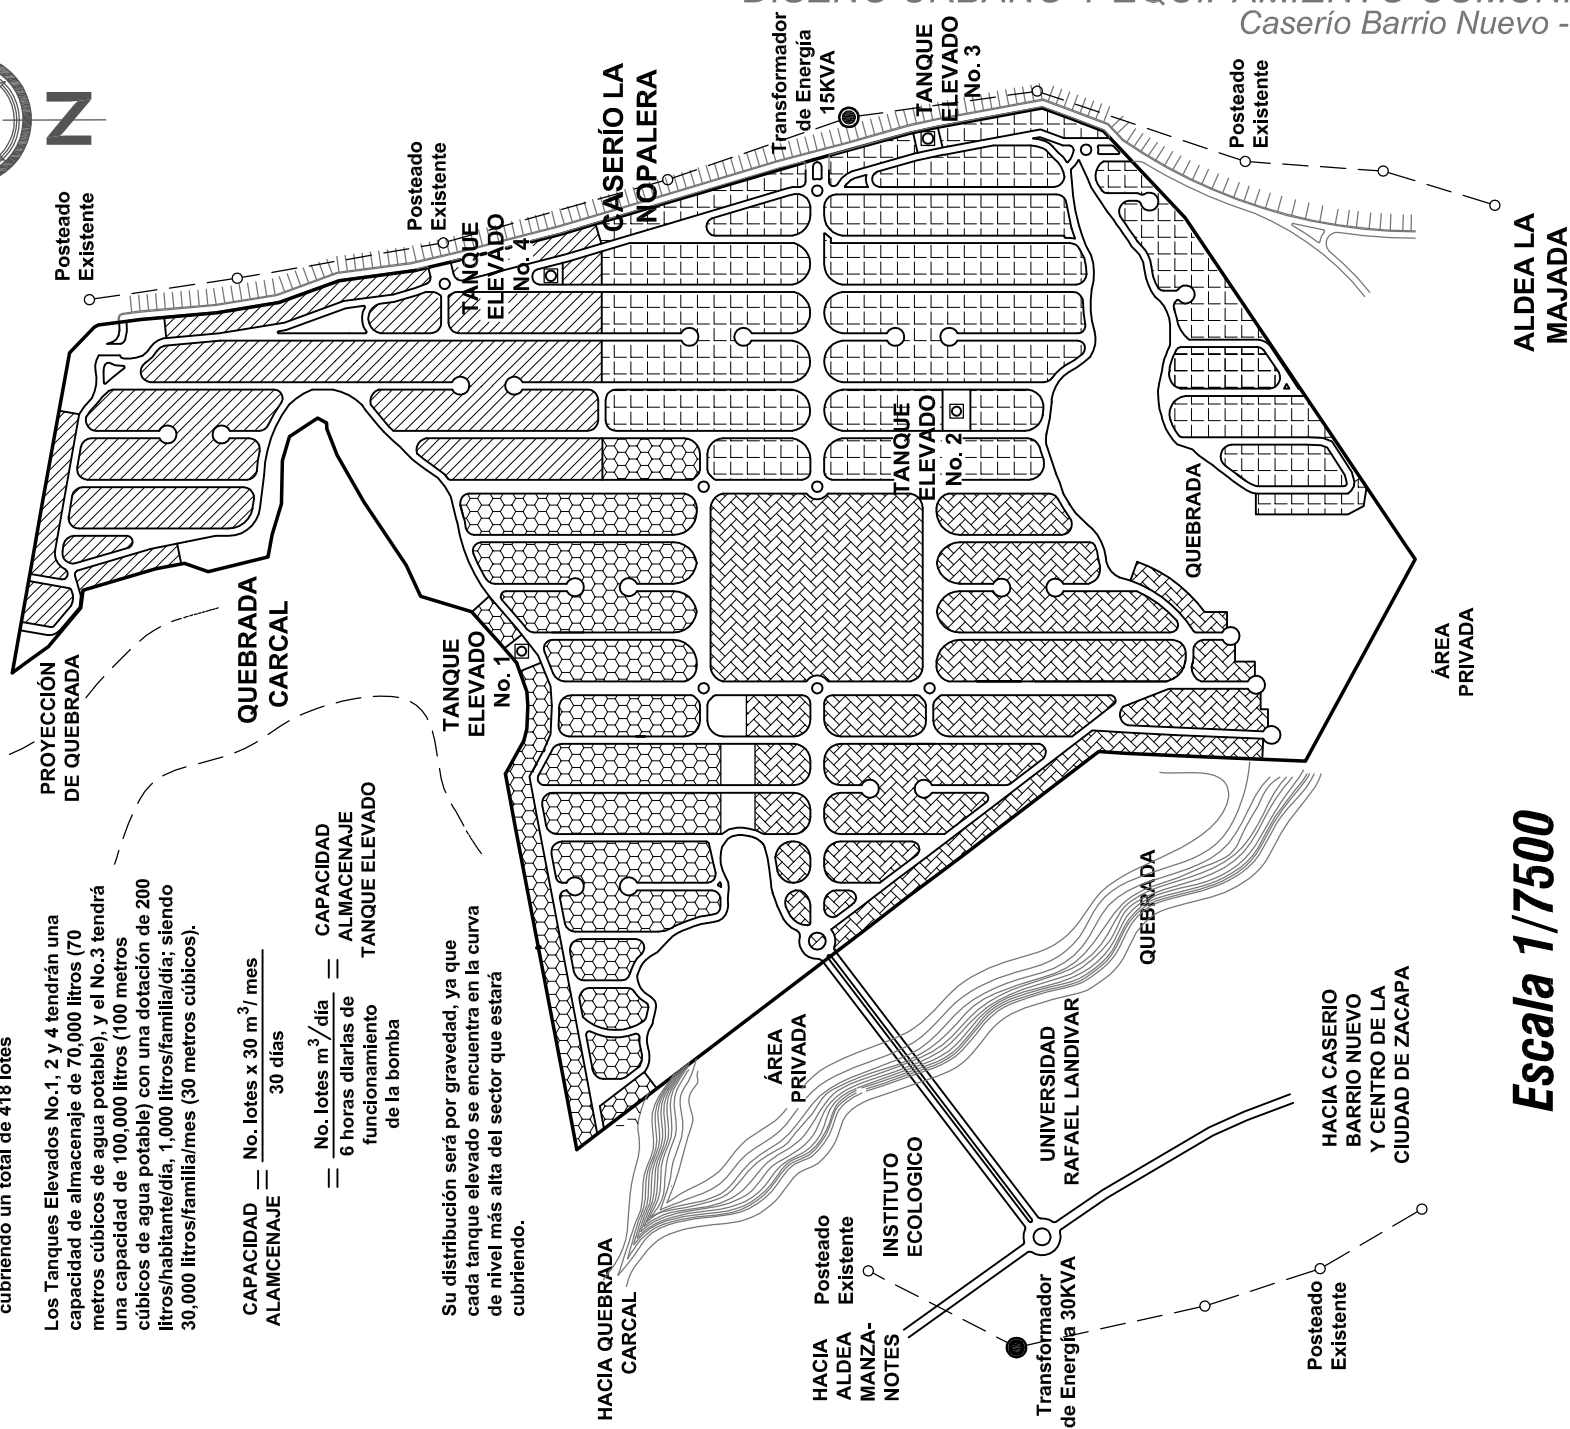 Caserío Barrio Nuevo -
N
cubriendo un total de 418 lotes
Los Tanques Elevados No.1, 2 y 4 tendrán una
capacidad de almacenaje de 70,000 litros (70
metros cúbicos de agua potable), y el No.3 tendrá
una capacidad de 100,000 litros (100 metros
cúbicos de agua potable) con una dotación de 200
litros/habitante/día, 1,000 litros/familia/día; siendo
30,000 litros/familia/mes (30 metros cúbicos).
CAPACIDAD
ALAMCENAJE
=
No. lotes x 30 m³/ mes
30 días
=
No. lotes m³/día
6 horas diarias de
funcionamiento
de la bomba
=
CAPACIDAD
ALMACENAJE
TANQUE ELEVADO
Su distribución será por gravedad, ya que
cada tanque elevado se encuentra en la curva
de nivel más alta del sector que estará
cubriendo.
PROYECCIÓN
DE QUEBRADA
Posteado
Existente
QUEBRADA
CARCAL
Posteado
Existente
TANQUE
ELEVADO
No. 4
TANQUE
ELEVADO
No. 1
CASERÍO LA
NOPALERA
Transformador
de Energía
15KVA
TANQUE
ELEVADO
No. 3
TANQUE
ELEVADO
No. 2
Posteado
Existente
QUEBRADA
ALDEA LA
MAJADA
ÁREA
PRIVADA
QUEBRADA
ÁREA
PRIVADA
HACIA QUEBRADA
CARCAL
Posteado
Existente
INSTITUTO
ECOLOGICO
UNIVERSIDAD
RAFAEL LANDIVAR
HACIA
ALDEA
MANZA-
NOTES
Transformador
de Energía 30KVA
HACIA CASERIO
BARRIO NUEVO
Y CENTRO DE LA
CIUDAD DE ZACAPA
Posteado
Existente
Escala 1/7500